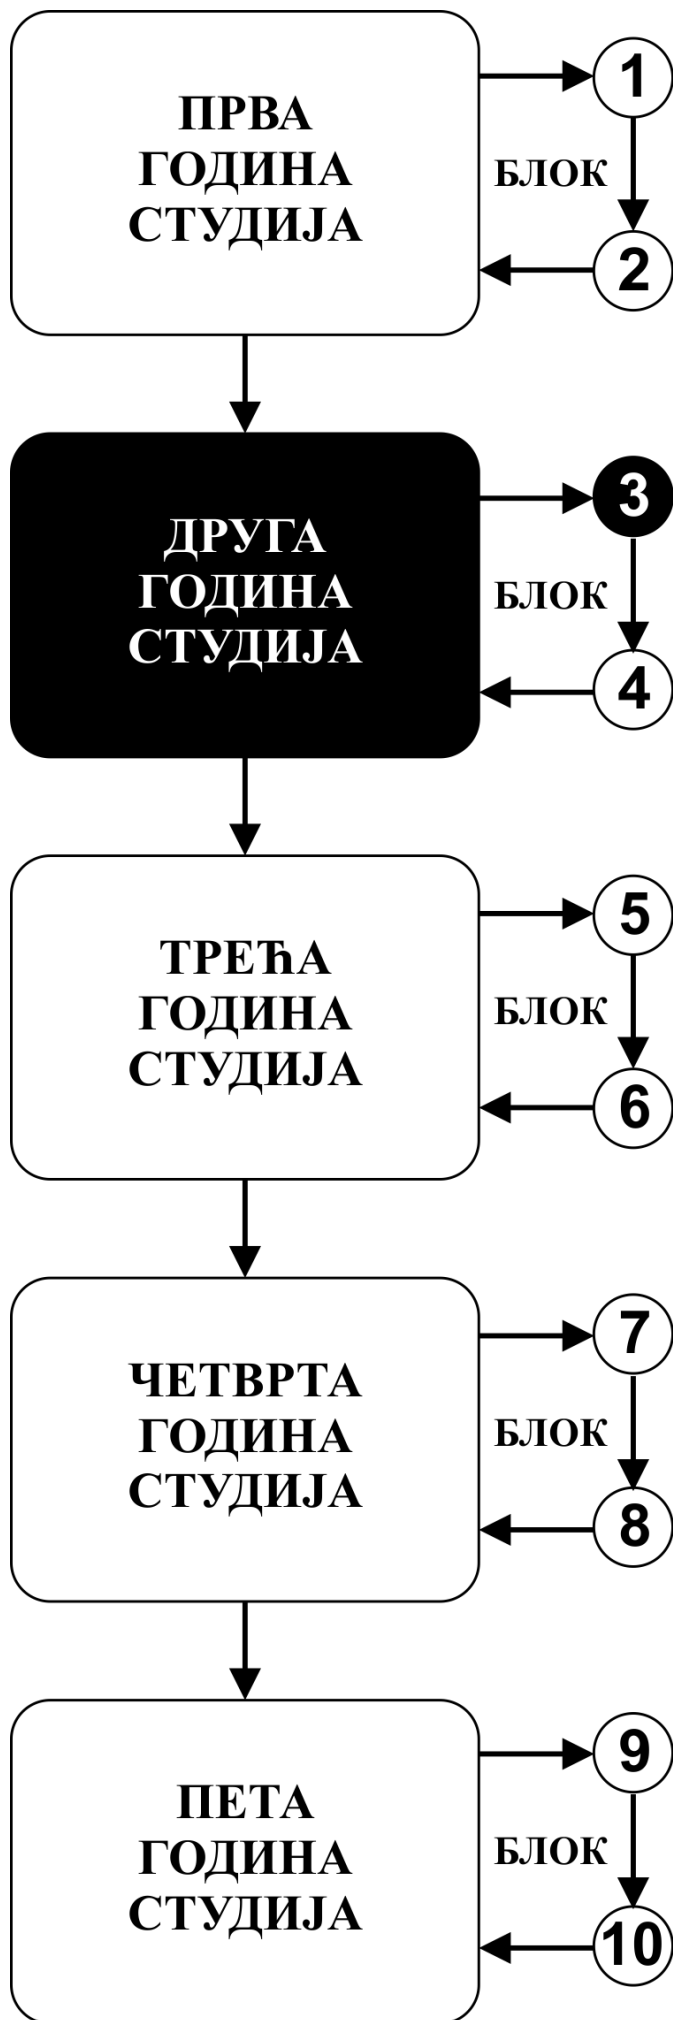 ПРВА
ГОДИНА
СТУДИЈА
1
БЛОК
2
ДРУГА
ГОДИНА
СТУДИЈА
3
БЛОК
4
ТРЕЋА
ГОДИНА
СТУДИЈА
5
БЛОК
6
ЧЕТВРТА
ГОДИНА
СТУДИЈА
7
БЛОК
8
ПЕТА
ГОДИНА
СТУДИЈА
9
БЛОК
10